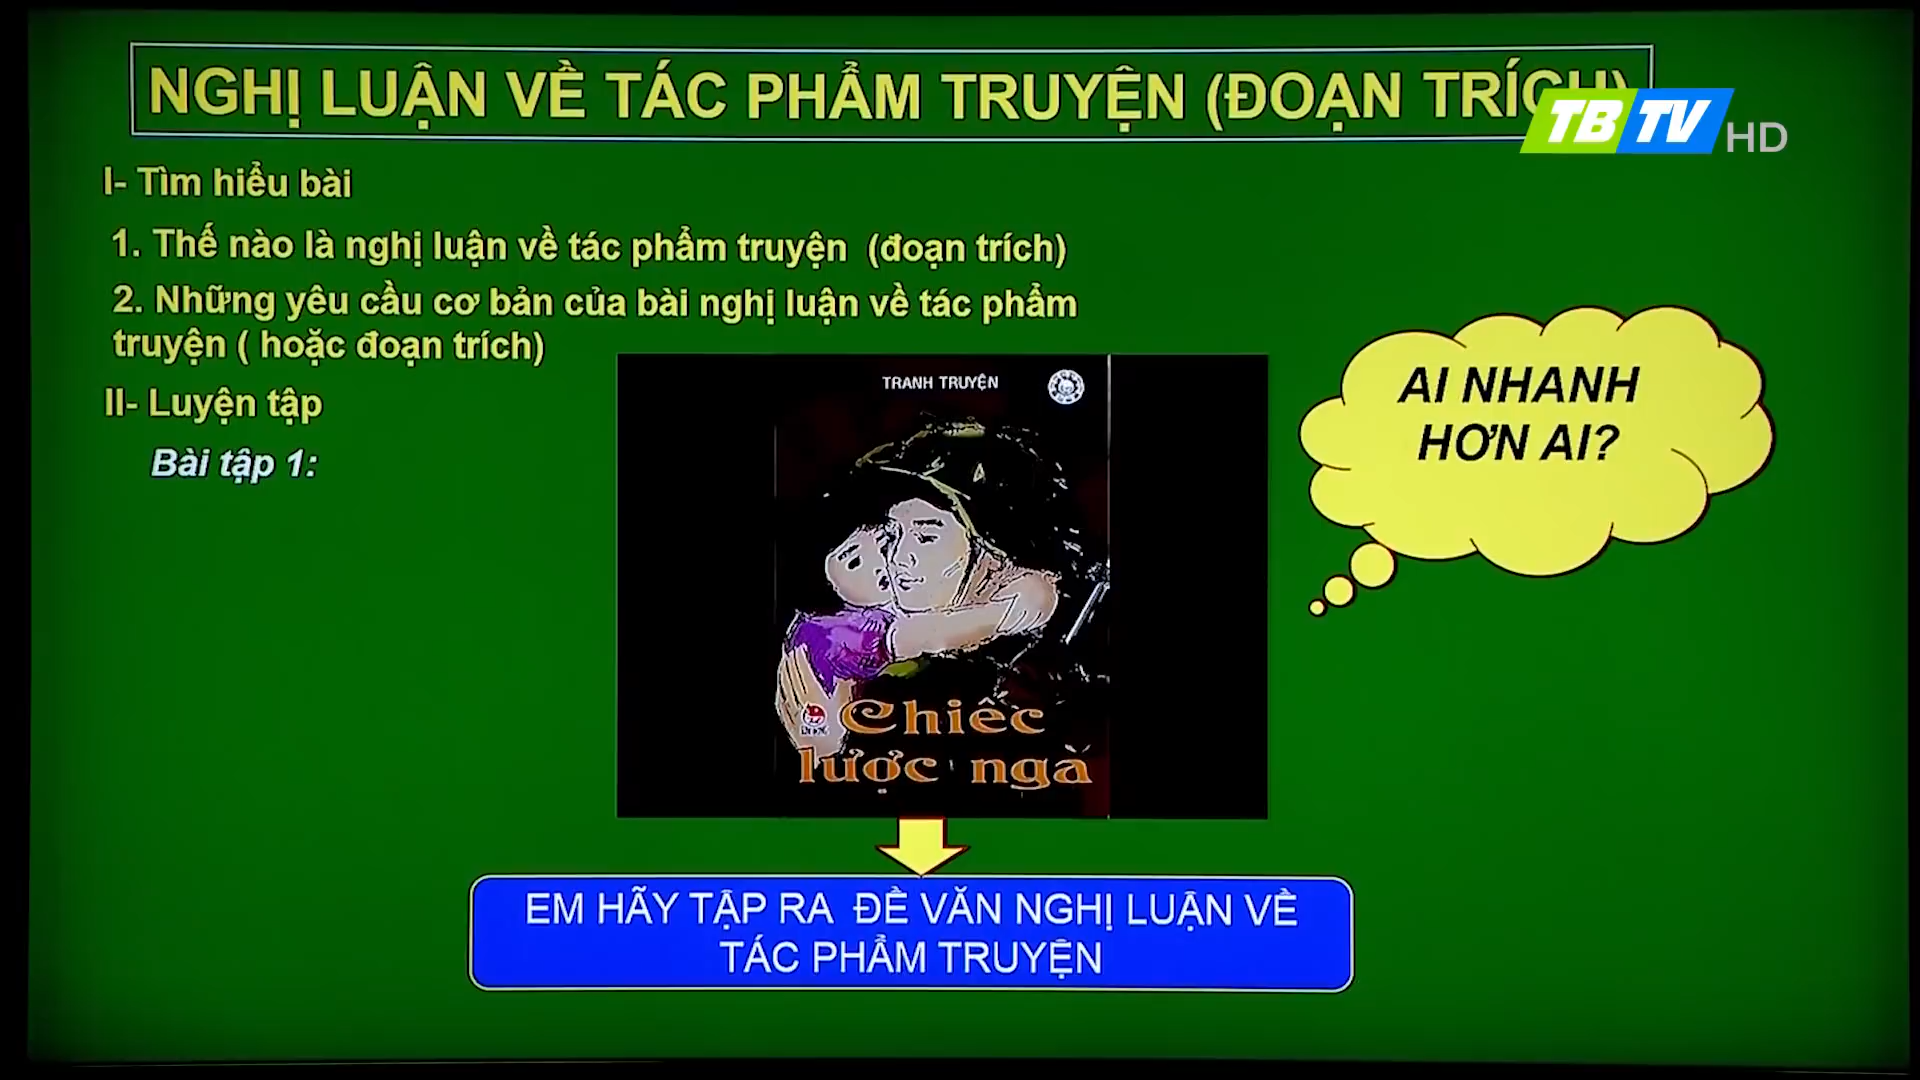 NGHỊ LUẬN VỀ TÁC PHẨM TRUYỆN (ĐOẠN TRÍCH)
TBTV HD
I- Tìm hiểu bài
1. Thế nào là nghị luận về tác phẩm truyện (đoạn trích)
2. Những yêu cầu cơ bản của bài nghị luận về tác phẩm
truyện ( hoặc đoạn trích)
II- Luyện tập
Bài tập 1:
TRANH TRUYỆN
Chiếc
lược ngà
AI NHANH
HƠN AI?
EM HÃY TẬP RA ĐỀ VĂN NGHỊ LUẬN VỀ
TÁC PHẨM TRUYỆN